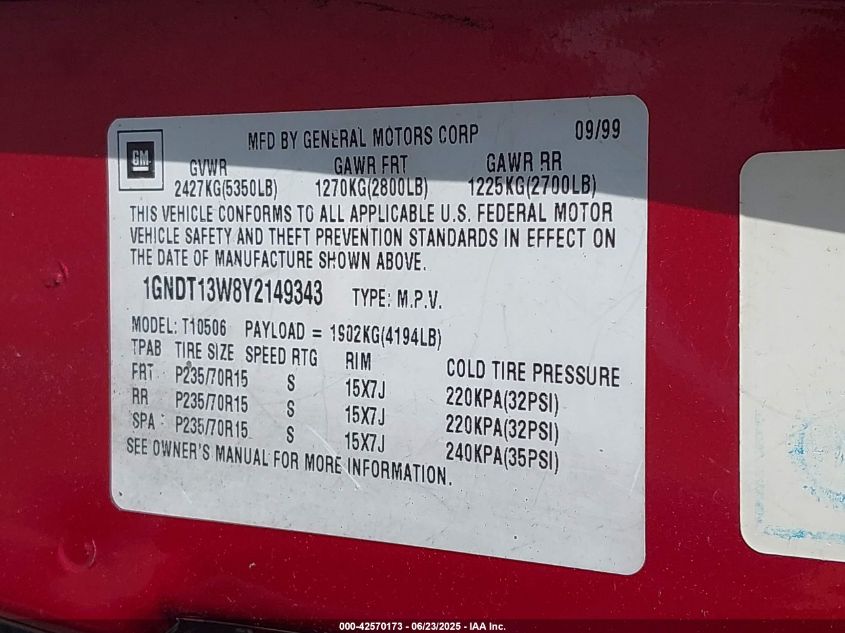 MFD BY GENERAL MOTORS CORP 09/99
GM
GVWR GAWR FRT GAWR RR
2427KG(5350LB) 1270KG(2800LB) 1225KG(2700LB)
THIS VEHICLE CONFORMS TO ALL APPLICABLE U.S. FEDERAL MOTOR
VEHICLE SAFETY AND THEFT PREVENTION STANDARDS IN EFFECT ON
THE DATE OF MANUFACTURE SHOWN ABOVE.
1GNDT13W8Y2149343 TYPE: M.P.V.
MODEL: T10506 PAYLOAD = 1902KG(4194LB)
TPAB TIRE SIZE SPEED RTG RIM COLD TIRE PRESSURE
FRT P235/70R15 S 15X7J 220KPA(32PSI)
RR P235/70R15 S 15X7J 220KPA(32PSI)
SPA P235/70R15 S 15X7J 240KPA(35PSI)
SEE OWNER'S MANUAL FOR MORE INFORMATION.
000-42570173 - 06/23/2025 - IAA Inc.